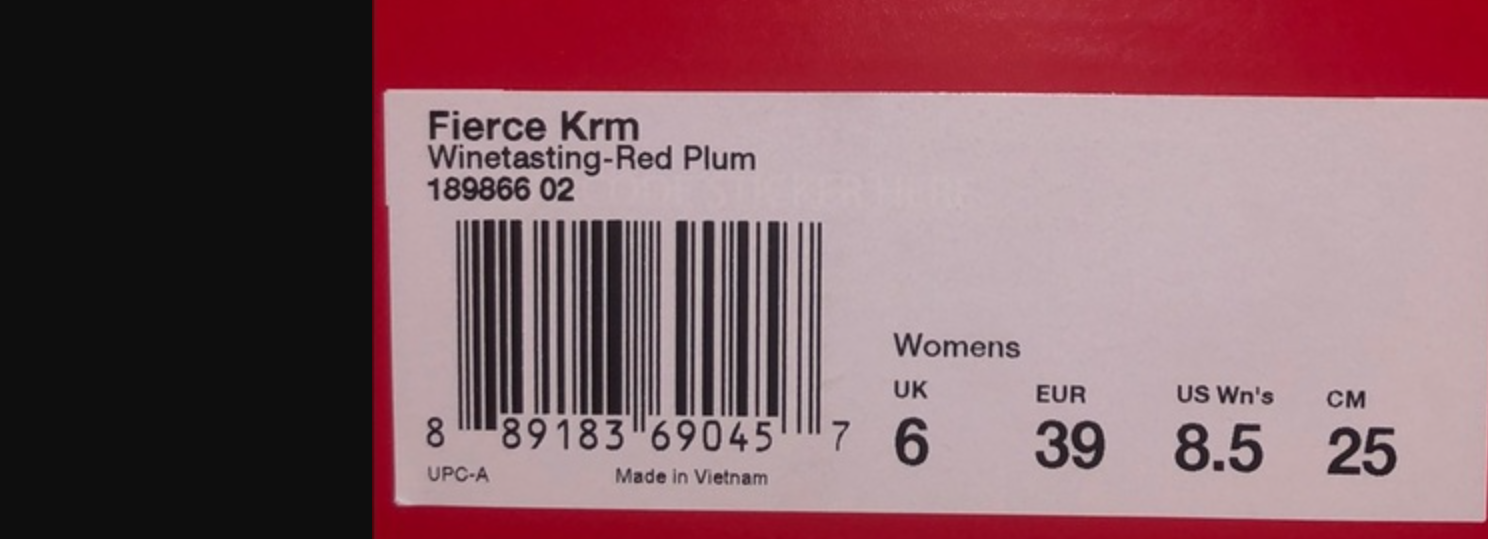 Fierce Krm
Winetasting-Red Plum
189866 02
8 89183 69045 7
UPC-A Made in Vietnam
Womens
UK EUR US Wn's CM
6 39 8.5 25